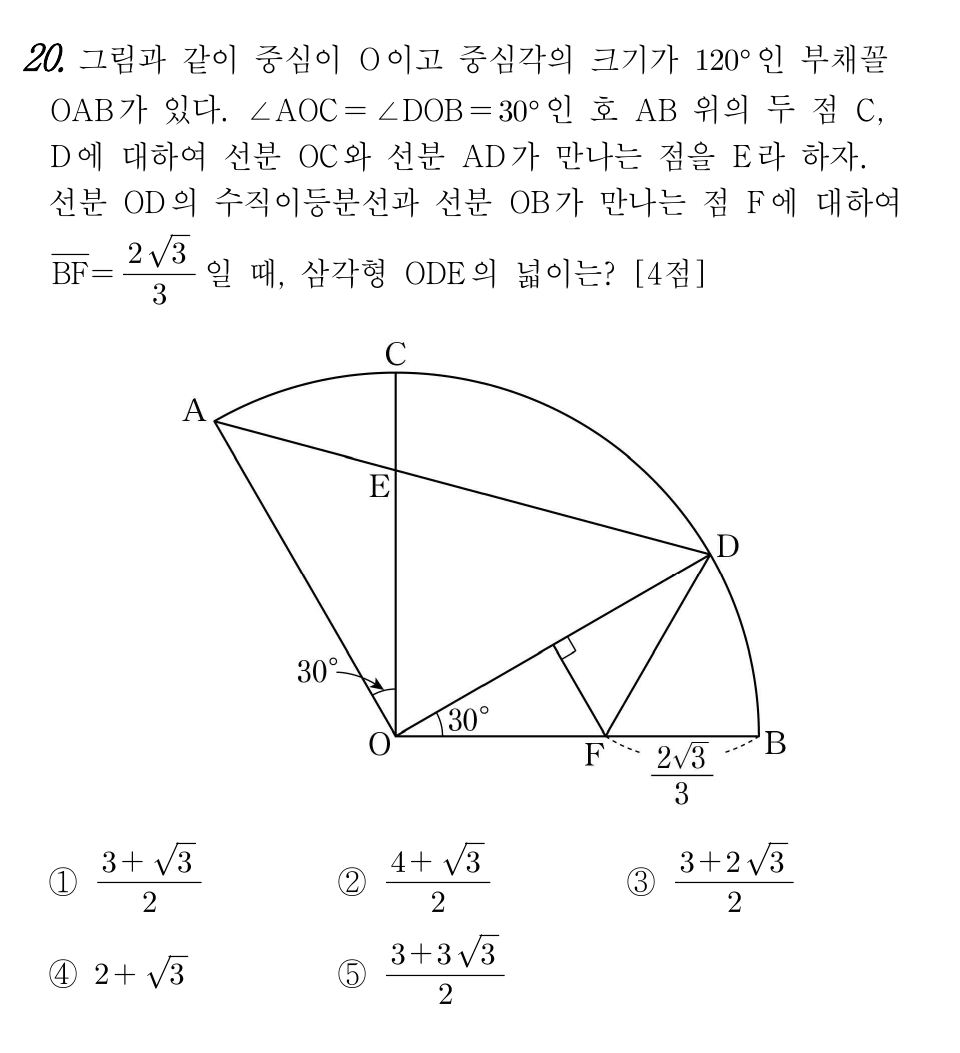 20. 그림과 같이 중심이 O이고 중심각의 크기가 120°인 부채꼴
OAB가 있다. ∠AOC=∠DOB=30°인 호 AB 위의 두 점 C,
D에 대하여 선분 OC와 선분 AD가 만나는 점을 E라 하자.
선분 OD의 수직이등분선과 선분 OB가 만나는 점 F에 대하여
$\overline{BF}=\frac{2\sqrt{3}}{3}$일 때, 삼각형 ODE의 넓이는? [4점]
C
A
E
D
30°
30°
O
F
B
$\frac{2\sqrt{3}}{3}$
① $\frac{3+\sqrt{3}}{2}$ ② $\frac{4+\sqrt{3}}{2}$ ③ $\frac{3+2\sqrt{3}}{2}$
④ $2+\sqrt{3}$ ⑤ $\frac{3+3\sqrt{3}}{2}$